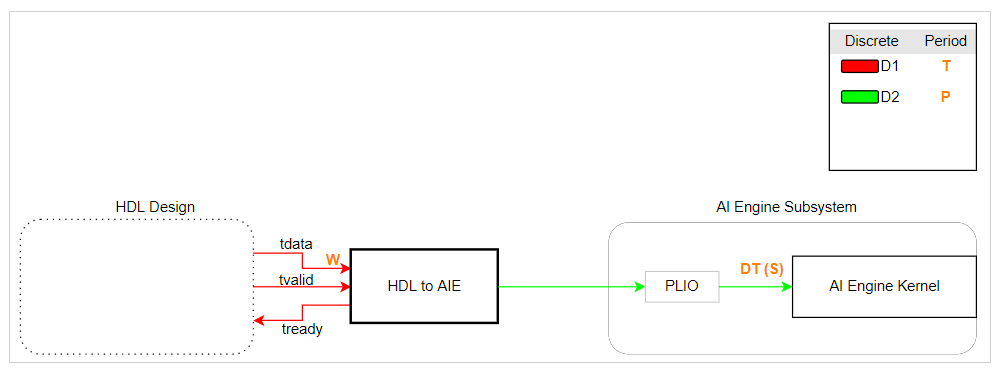 Discrete Period
D1 T
D2 P
HDL Design
AI Engine Subsystem
tdata
W
DT (S)
tvalid
HDL to AIE
PLIO
AI Engine Kernel
tready